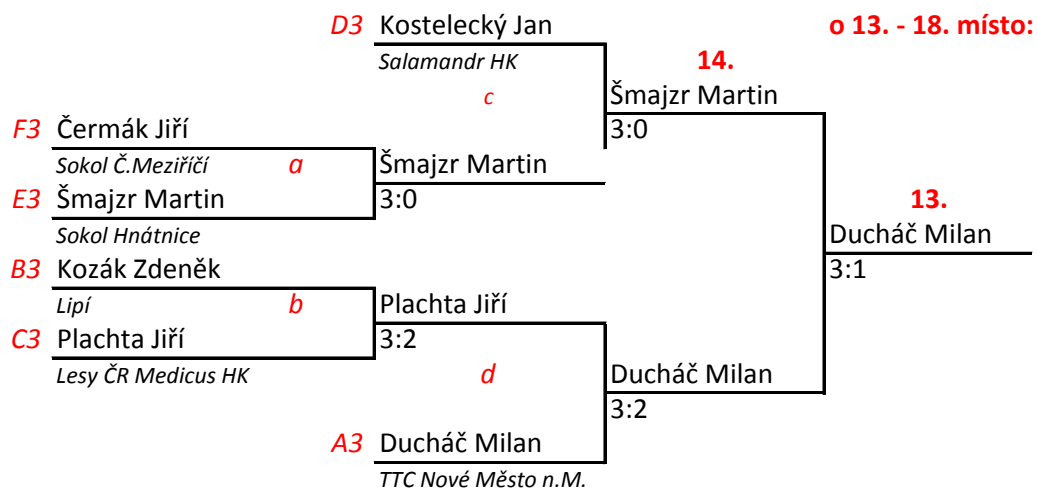 D3 Kostelecký Jan o 13. - 18. místo:
Salamandr HK 14.
c Šmajzr Martin
F3 Čermák Jiří 3:0
Sokol Č.Meziříčí a Šmajzr Martin
E3 Šmajzr Martin 3:0 13.
Sokol Hnátnice Ducháč Milan
B3 Kozák Zdeněk 3:1
Lipí b Plachta Jiří
C3 Plachta Jiří 3:2
Lesy ČR Medicus HK d Ducháč Milan
3:2
A3 Ducháč Milan
TTC Nové Město n.M.